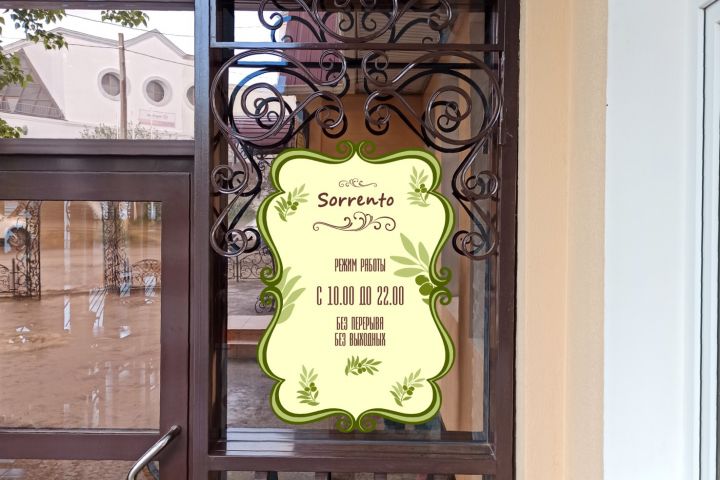 Sorrento
РЕЖИМ РАБОТЫ
С 10.00 ДО 22.00
БЕЗ ПЕРЕРЫВА
БЕЗ ВЫХОДНЫХ